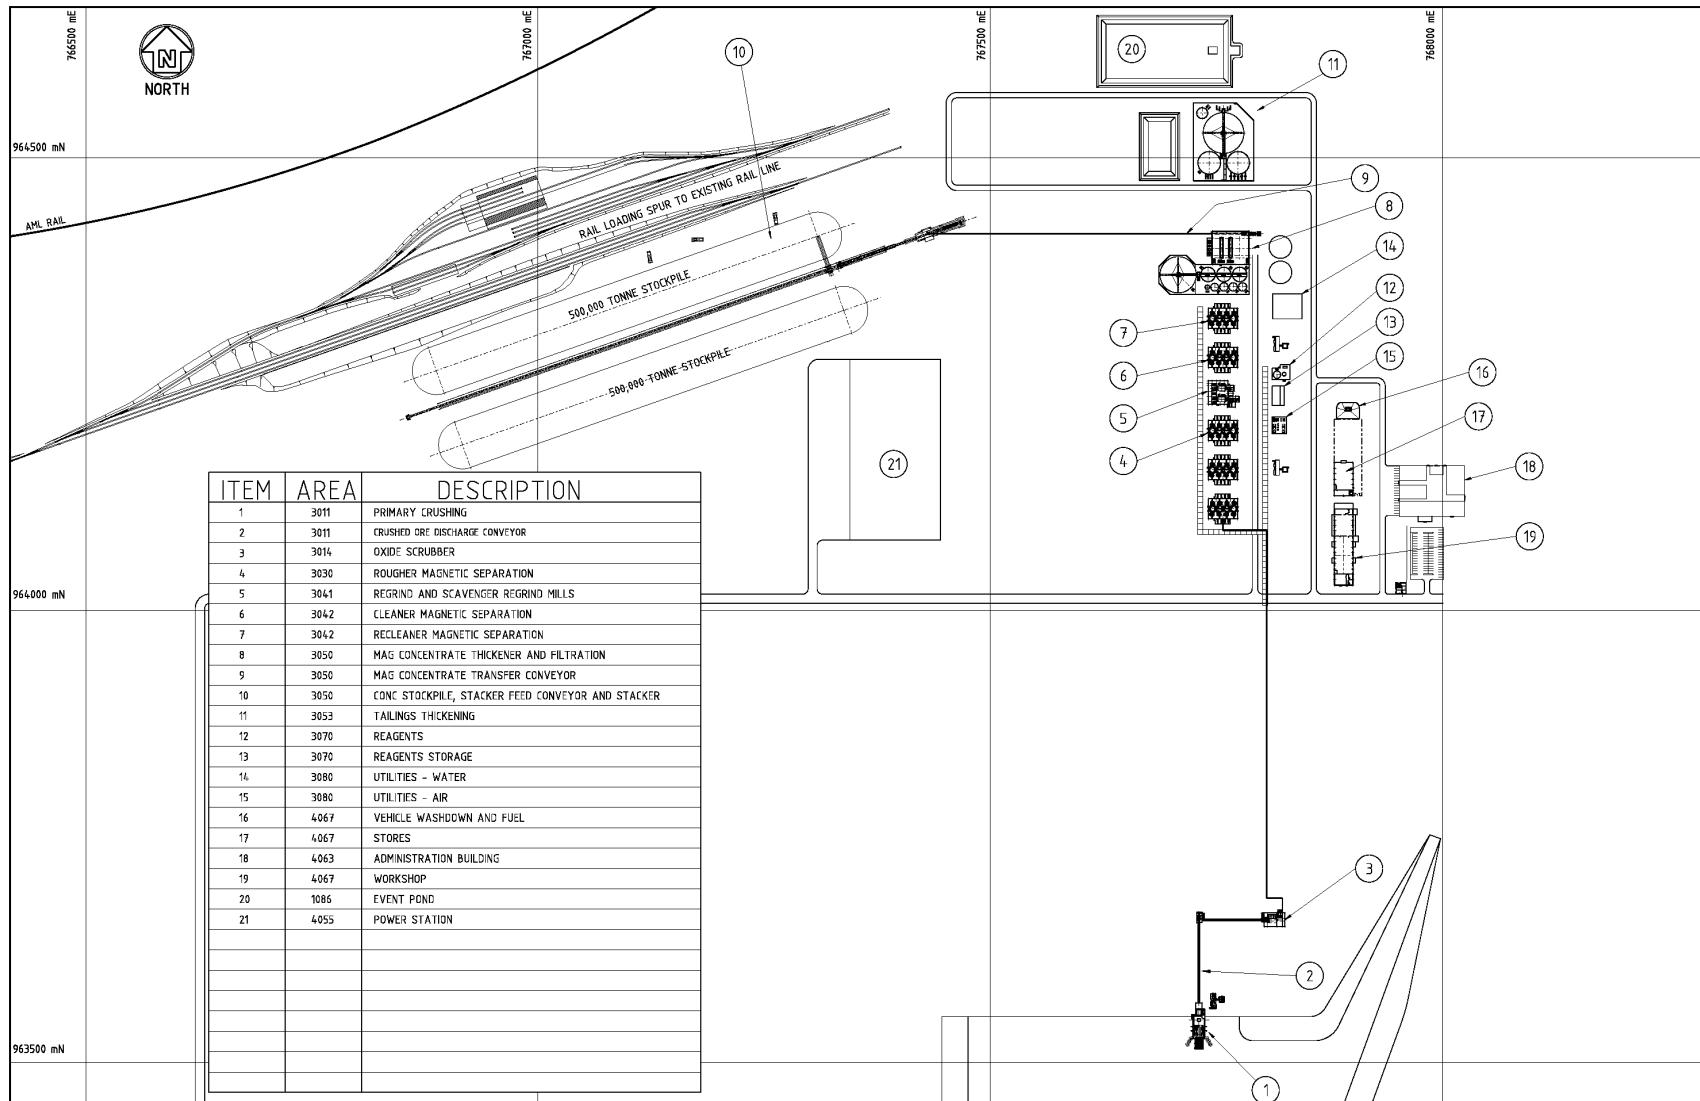 766500 mE
767000 mE
767500 mE
768000 mE
N
NORTH
10
20
11
964500 mN
9
AML RAIL
RAIL LOADING SPUR TO EXISTING RAIL LINE
8
14
500,000 TONNE STOCKPILE
12
7
13
500,000 TONNE STOCKPILE
15
6
16
5
17
4
21
18
19
ITEM AREA DESCRIPTION
1 3011 PRIMARY CRUSHING
2 3011 CRUSHED ORE DISCHARGE CONVEYOR
3 3014 OXIDE SCRUBBER
4 3030 ROUGHER MAGNETIC SEPARATION
5 3041 REGRIND AND SCAVENGER REGRIND MILLS
6 3042 CLEANER MAGNETIC SEPARATION
7 3042 RECLEANER MAGNETIC SEPARATION
8 3050 MAG CONCENTRATE THICKENER AND FILTRATION
9 3050 MAG CONCENTRATE TRANSFER CONVEYOR
10 3050 CONC STOCKPILE, STACKER FEED CONVEYOR AND STACKER
11 3053 TAILINGS THICKENING
12 3070 REAGENTS
13 3070 REAGENTS STORAGE
14 3080 UTILITIES - WATER
15 3080 UTILITIES - AIR
16 4067 VEHICLE WASHDOWN AND FUEL
17 4067 STORES
18 4063 ADMINISTRATION BUILDING
19 4067 WORKSHOP
20 1086 EVENT POND
21 4055 POWER STATION
964000 mN
3
2
963500 mN
1